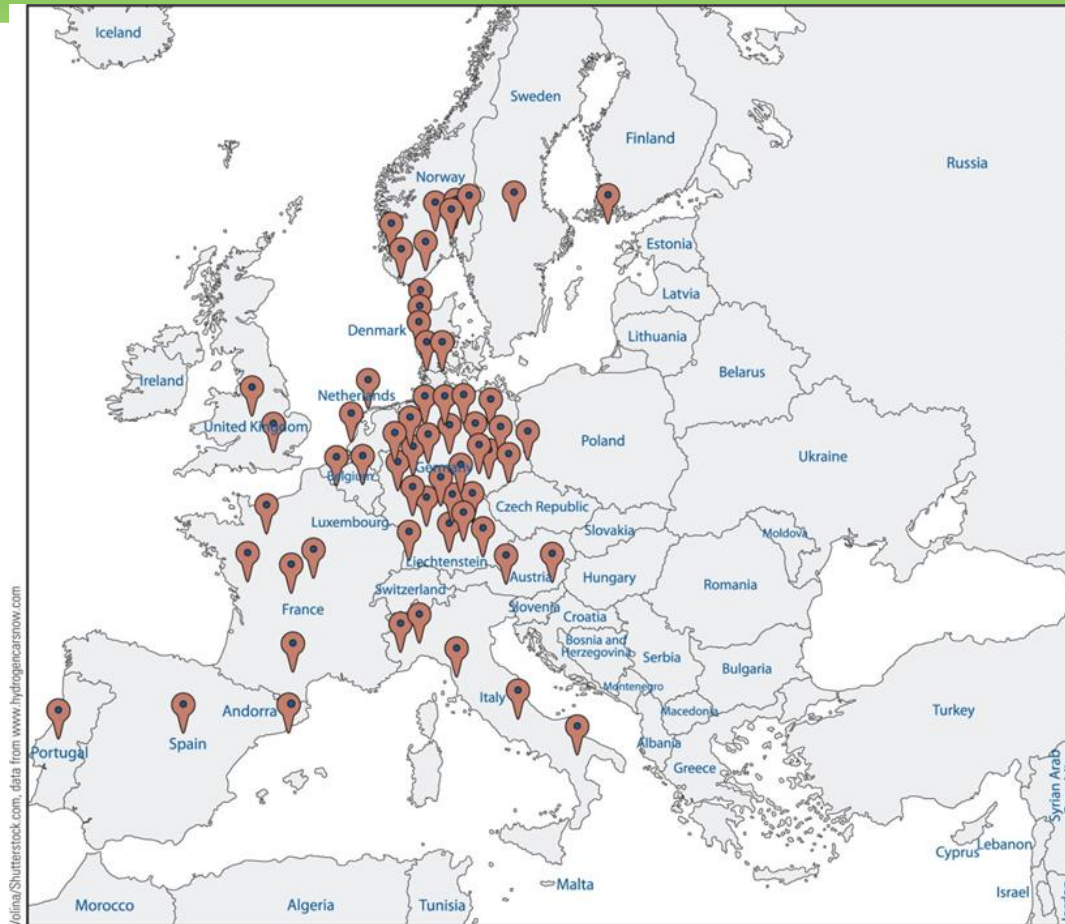 Iceland
Sweden
Finland
Russia
Norway
Estonia
Latvia
Denmark
Lithuania
Ireland
Belarus
Netherlands
United Kingdom
Poland
Ukraine
Germany
Belgium
Czech Republic
Luxembourg
Slovakia
Moldova
Liechtenstein
Austria
Hungary
Romania
Switzerland
France
Slovenia
Croatia
Bosnia and
Herzegovina
Serbia
Bulgaria
Montenegro
Italy
Andorra
Macedonia
Turkey
Portugal
Spain
Albania
Greece
Syrian Arab
Cyprus
Lebanon
Malta
Israel
Morocco
Algeria
Tunisia
/olina/Shutterstock.com, data from www.hydrogencarsnow.com